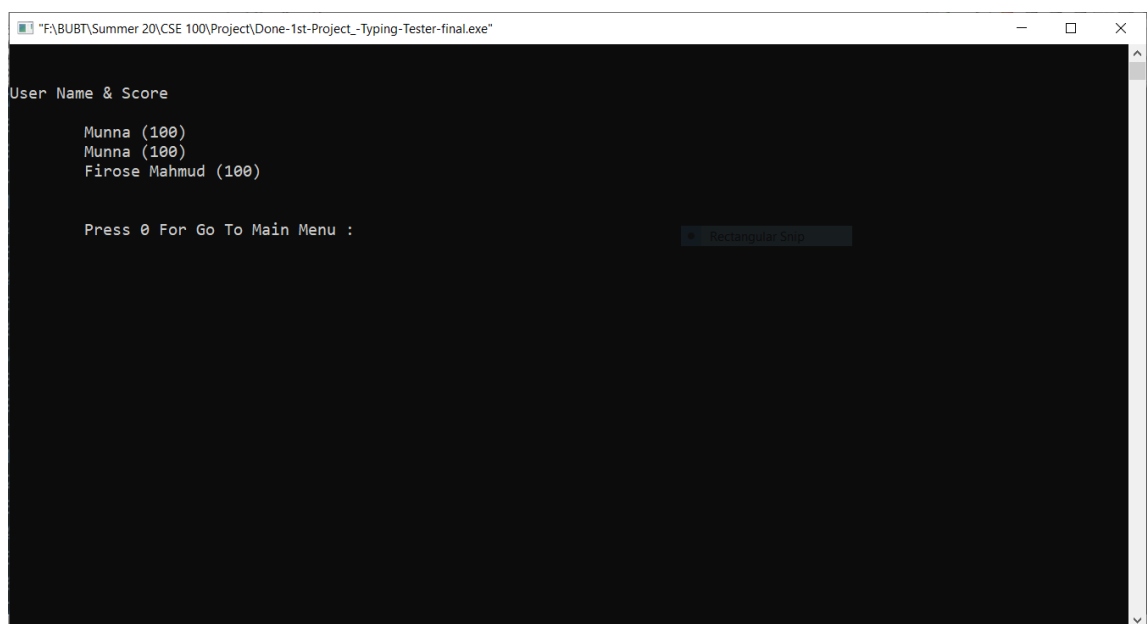 "F:\BUBT\Summer 20\CSE 100\Project\Done-1st-Project_-Typing-Tester-final.exe"
User Name & Score
Munna (100)
Munna (100)
Firose Mahmud (100)
Press 0 For Go To Main Menu :
Rectangular Snip